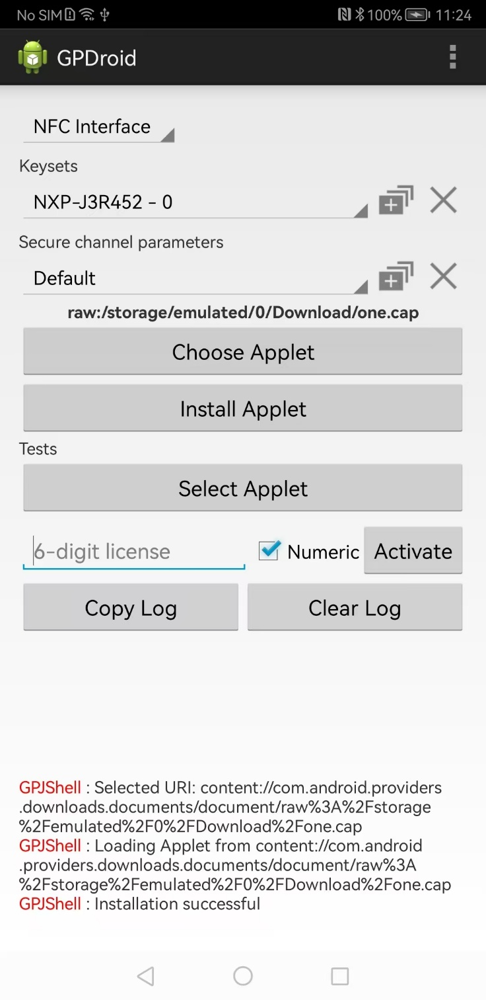 No SIM 100% 11:24
GPDroid
NFC Interface
Keysets
NXP-J3R452 - 0
Secure channel parameters
Default
raw:/storage/emulated/0/Download/one.cap
Choose Applet
Install Applet
Tests
Select Applet
6-digit license Numeric Activate
Copy Log Clear Log
GPJShell : Selected URI: content://com.android.providers
.downloads.documents/document/raw%3A%2Fstorage
%2Femulated%2F0%2FDownload%2Fone.cap
GPJShell : Loading Applet from content://com.android
.providers.downloads.documents/document/raw%3A
%2Fstorage%2Femulated%2F0%2FDownload%2Fone.cap
GPJShell : Installation successful